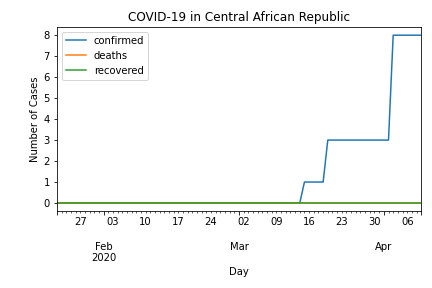 COVID-19 in Central African Republic
confirmed
deaths
recovered
Number of Cases
8
7
6
5
4
3
2
1
0
27 03 10 17 24 02 09 16 23 30 06
Feb Mar Apr
2020
Day